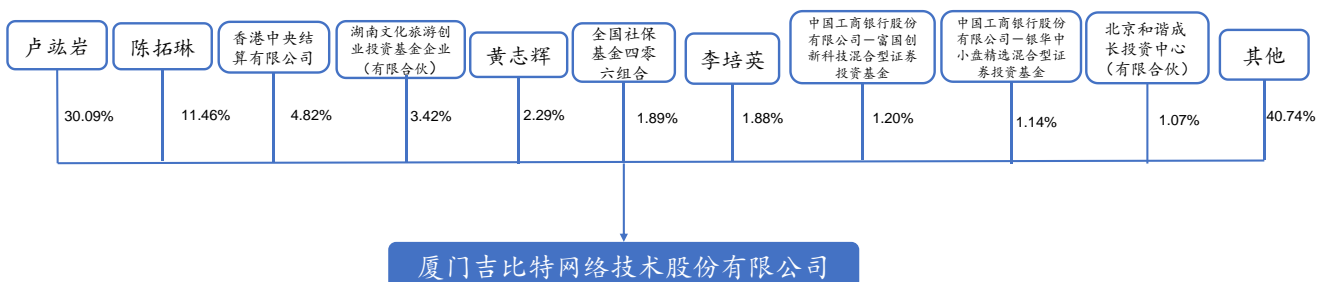 卢竑岩
陈拓琳
香港中央结
算有限公司
湖南文化旅游创
业投资基金企业
（有限合伙）
黄志辉
全国社保
基金四零
六组合
李培英
中国工商银行股份
有限公司－富国创
新科技混合型证券
投资基金
中国工商银行股份
有限公司－银华中
小盘精选混合型证
券投资基金
北京和谐成
长投资中心
（有限合伙）
其他
30.09%
11.46%
4.82%
3.42%
2.29%
1.89%
1.88%
1.20%
1.14%
1.07%
40.74%
厦门吉比特网络技术股份有限公司